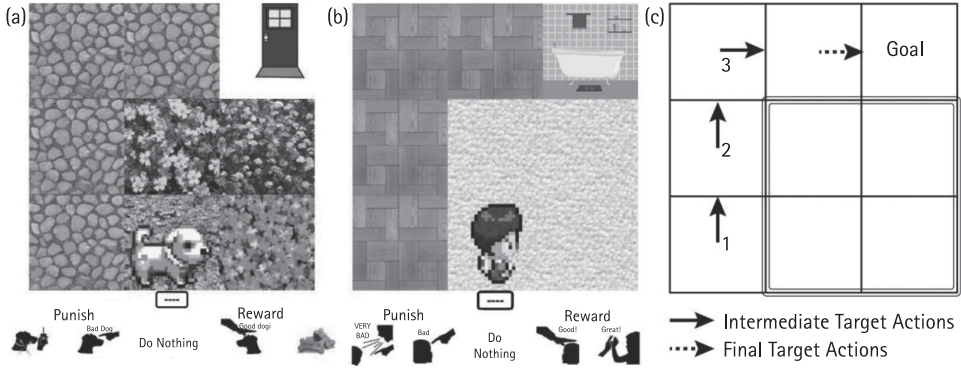 (a)
(b)
(c)
3
Goal
2
1
----
----
Punish
Reward
Bad Dog
Good dogi
Do Nothing
Punish
Reward
VERY
BAD
Bad
Do
Nothing
Good!
Great!
Intermediate Target Actions
Final Target Actions